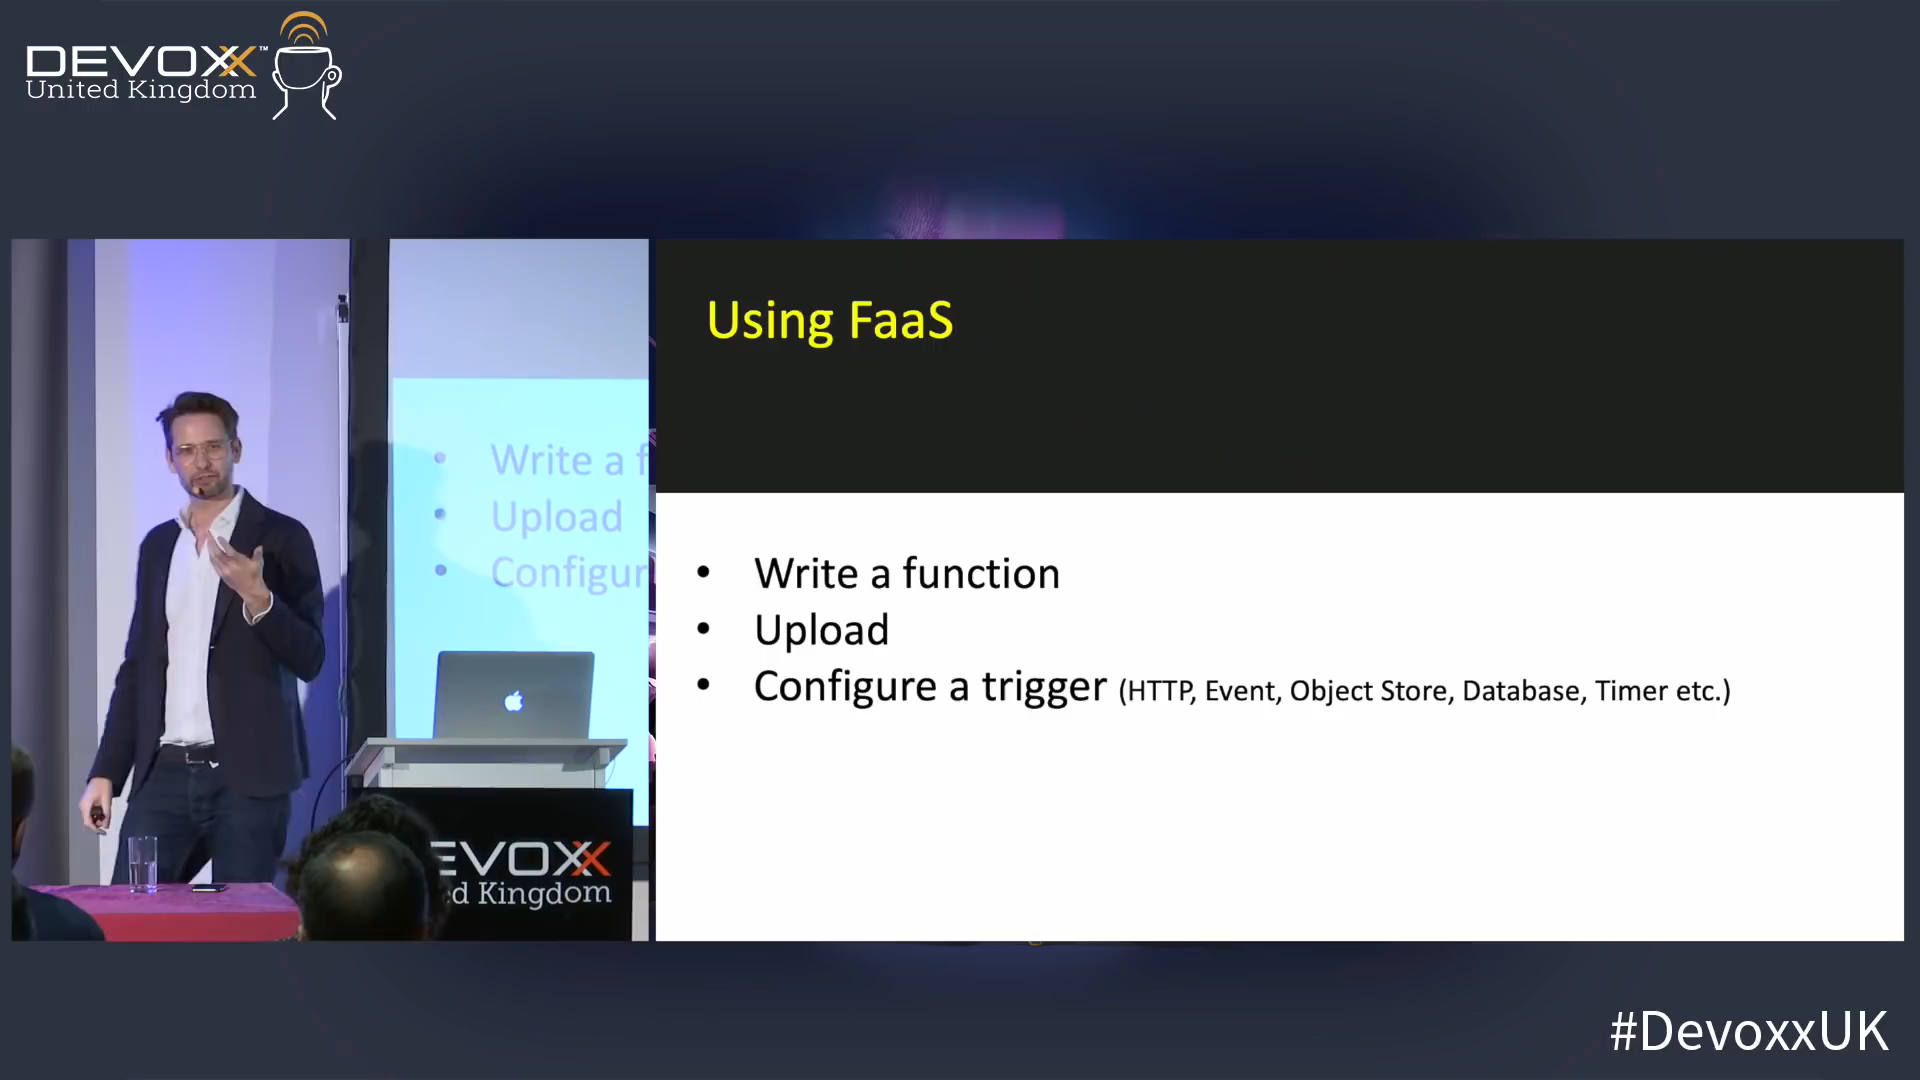 DEVOXX™
United Kingdom
Write a f
Upload
Configur
EVOXX
d Kingdom
Using FaaS
• Write a function
• Upload
• Configure a trigger (HTTP, Event, Object Store, Database, Timer etc.)
#DevoxxUK